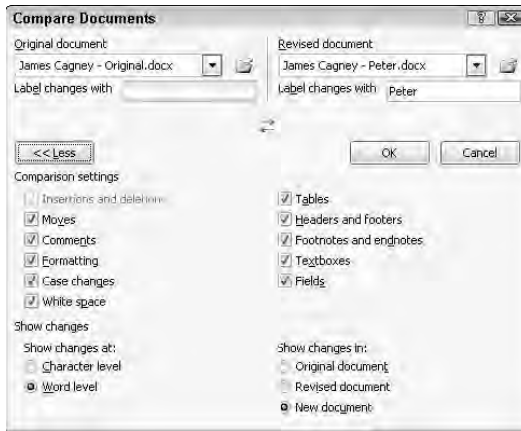 Compare Documents
Original document
Revised document
James Cagney - Original.docx
James Cagney - Peter.docx
Label changes with
Label changes with Peter
<< Less
OK
Cancel
Comparison settings
Insertions and deletions
Tables
Moves
Headers and footers
Comments
Footnotes and endnotes
Formatting
Textboxes
Case changes
Fields
White space
Show changes
Show changes at:
Show changes in:
Character level
Original document
Word level
Revised document
New document